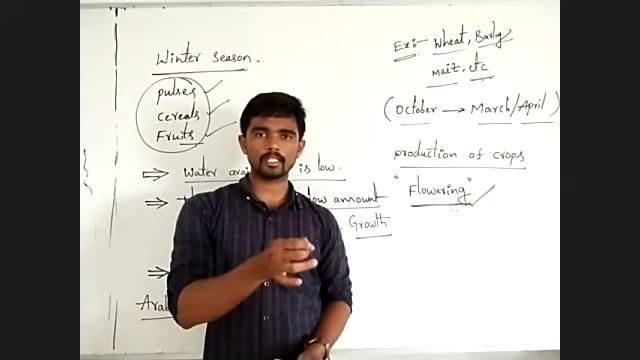 Winter season.
pulses
cereals
Fruits
⇒ water is low.
⇒ low amount
Growth
⇒
Ex:- Wheat, Barly
maiz, etc
(October → March/April)
production of crops
"Flowering"